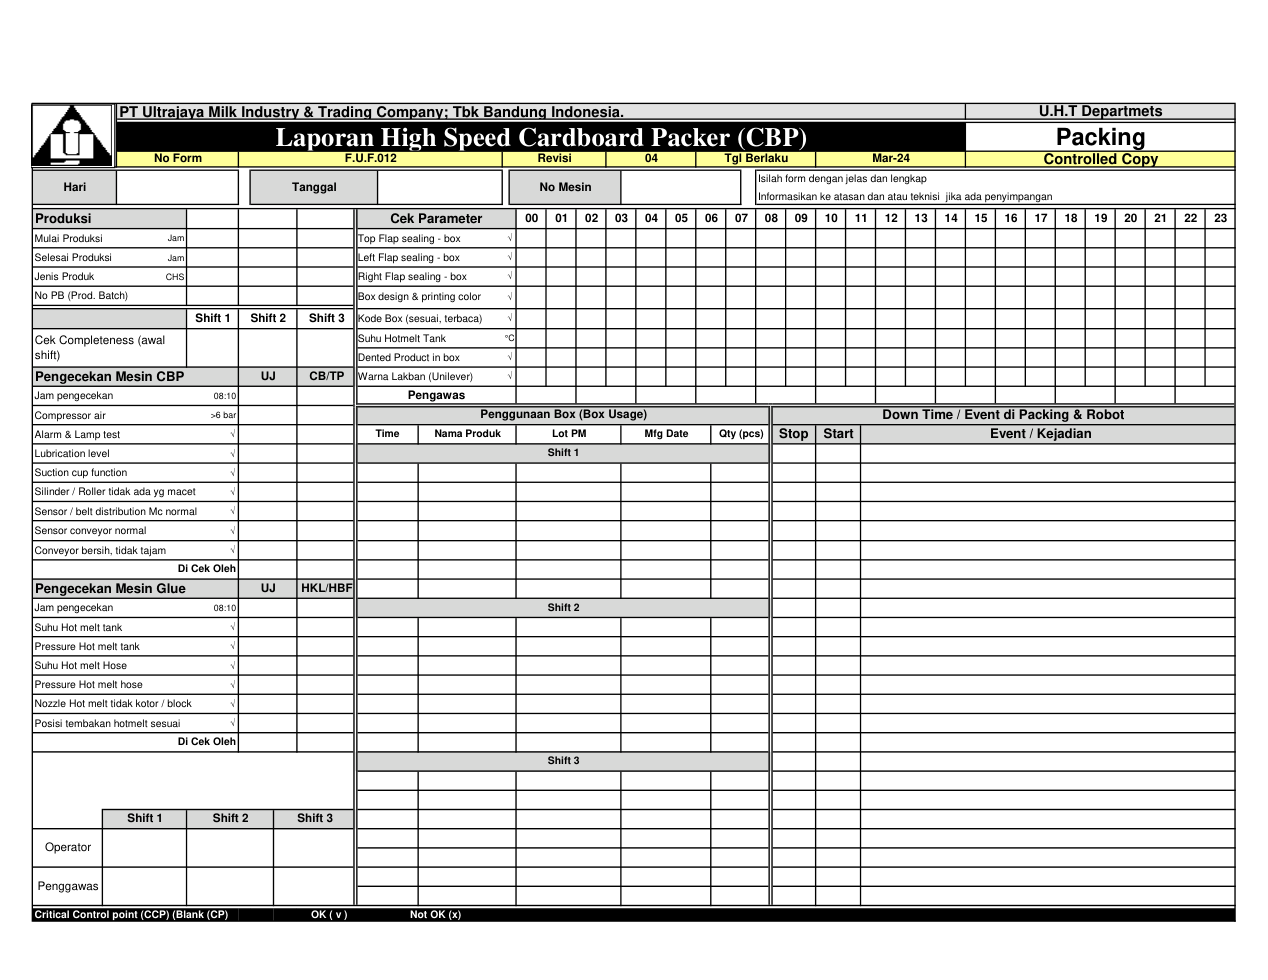 PT Ultrajaya Milk Industry & Trading Company; Tbk Bandung Indonesia.
U.H.T Departmets
Laporan High Speed Cardboard Packer (CBP)
Packing
No Form F.U.F.012 Revisi 04 Tgl Berlaku Mar-24 Controlled Copy
Hari Tanggal No Mesin
Isilah form dengan jelas dan lengkap
Informasikan ke atasan dan atau teknisi jika ada penyimpangan
Produksi
Mulai Produksi Jam
Selesai Produksi Jam
Jenis Produk CHS
No PB (Prod. Batch)
Shift 1 Shift 2 Shift 3
Cek Completeness (awal
shift)
Pengecekan Mesin CBP UJ CB/TP
Jam pengecekan 08:10
Compressor air >6 bar
Alarm & Lamp test √
Lubrication level √
Suction cup function √
Silinder / Roller tidak ada yg macet √
Sensor / belt distribution Mc normal √
Sensor conveyor normal √
Conveyor bersih, tidak tajam √
Di Cek Oleh
Pengecekan Mesin Glue UJ HKL/HBF
Jam pengecekan 08:10
Suhu Hot melt tank √
Pressure Hot melt tank √
Suhu Hot melt Hose √
Pressure Hot melt hose √
Nozzle Hot melt tidak kotor / block √
Posisi tembakan hotmelt sesuai √
Di Cek Oleh
Shift 1 Shift 2 Shift 3
Operator
Penggawas
Cek Parameter 00 01 02 03 04 05 06 07 08 09 10 11 12 13 14 15 16 17 18 19 20 21 22 23
Top Flap sealing - box √
Left Flap sealing - box √
Right Flap sealing - box √
Box design & printing color √
Kode Box (sesuai, terbaca) √
Suhu Hotmelt Tank °C
Dented Product in box √
Warna Lakban (Unilever) √
Pengawas
Penggunaan Box (Box Usage)
Time Nama Produk Lot PM Mfg Date Qty (pcs)
Shift 1
Shift 2
Shift 3
Down Time / Event di Packing & Robot
Stop Start Event / Kejadian
Critical Control point (CCP) (Blank (CP) OK ( v ) Not OK (x)